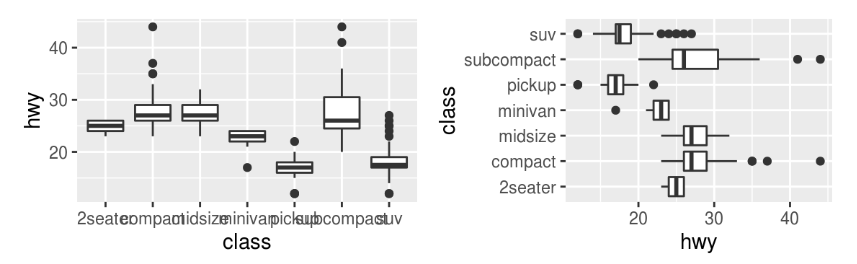 hwy
40
30
20
2seater compact midsize minivan pickup subcompact suv
class
class
suv
subcompact
pickup
minivan
midsize
compact
2seater
20 30 40
hwy